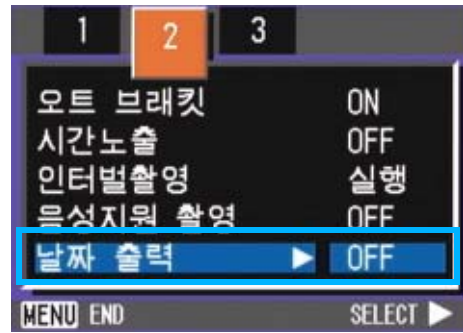 1 2 3
오트 브래킷 ON
시간노출 OFF
인터벌촬영 실행
음성지원 촬영 OFF
날짜 출력 ▶ OFF
MENU END SELECT ▶